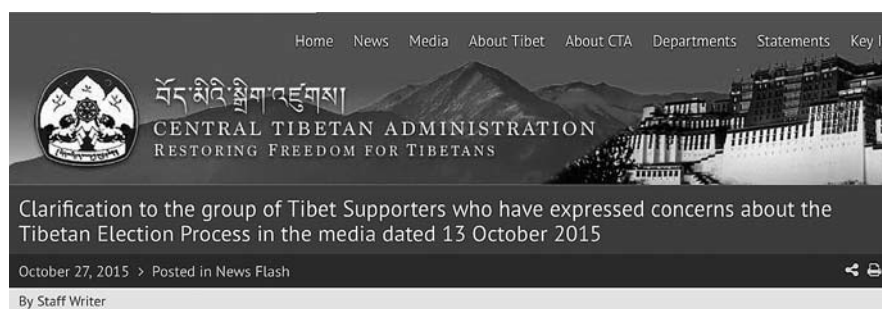 Home News Media About Tibet About CTA Departments Statements Key I
བོད་མིའི་སྒྲིག་འཛུགས།
CENTRAL TIBETAN ADMINISTRATION
RESTORING FREEDOM FOR TIBETANS
Clarification to the group of Tibet Supporters who have expressed concerns about the
Tibetan Election Process in the media dated 13 October 2015
October 27, 2015 > Posted in News Flash
By Staff Writer